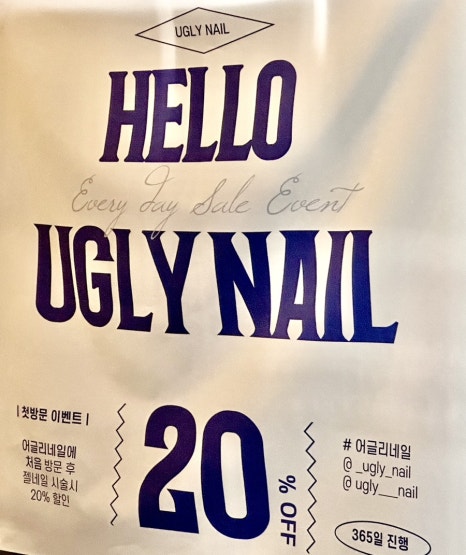 UGLY NAIL
HELLO
Every day Sale Event
UGLY NAIL
| 첫방문 이벤트 |
어글리네일에
처음 방문 후
젤네일 시술시
20% 할인
20
% OFF
# 어글리네일
@ _ugly_nail
@ ugly___nail
365일 진행